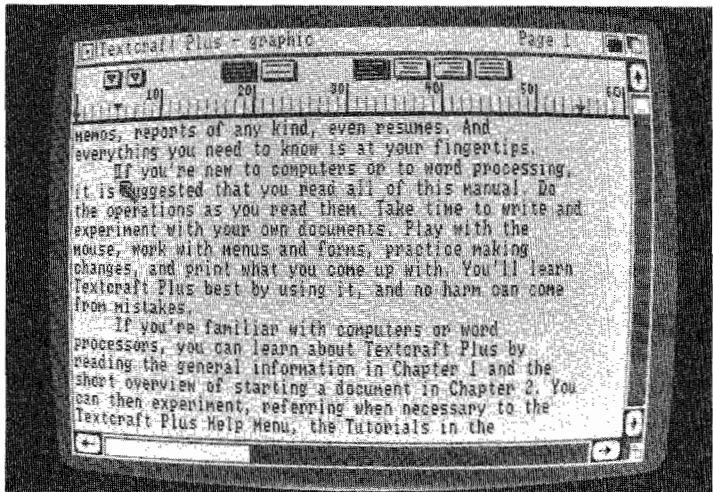 Textcraft Plus - graphic Page 1
10 20 30 40 50 60
memos, reports of any kind, even resumes. And
everything you need to know is at your fingertips.
If you're new to computers or to word processing,
it is suggested that you read all of this manual. Do
the operations as you read them. Take time to write and
experiment with your own documents. Play with the
mouse, work with menus and forms, practice making
changes, and print what you come up with. You'll learn
Textcraft Plus best by using it, and no harm can come
from mistakes.
If you're familiar with computers or word
processors, you can learn about Textcraft Plus by
reading the general information in Chapter 1 and the
short overview of starting a document in Chapter 2. You
can then experiment, referring when necessary to the
Textcraft Plus Help Menu, the Tutorials in the